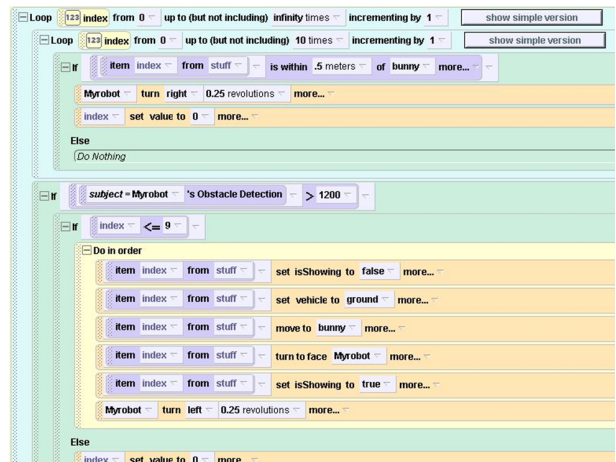 Loop 123 index from 0 up to (but not including) infinity times incrementing by 1 show simple version
Loop 123 index from 0 up to (but not including) 10 times incrementing by 1 show simple version
If item index from stuff is within .5 meters of bunny more...
Myrobot turn right 0.25 revolutions more...
index set value to 0 more...
Else
Do Nothing
If subject = Myrobot 's Obstacle Detection > 1200
If index <= 9
Do in order
item index from stuff set isShowing to false more...
item index from stuff set vehicle to ground more...
item index from stuff move to bunny more...
item index from stuff turn to face Myrobot more...
item index from stuff set isShowing to true more...
Myrobot turn left 0.25 revolutions more...
Else
index set value to 0 more